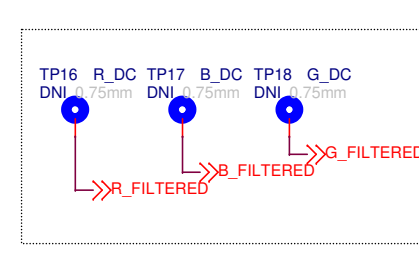 TP16 R_DC TP17 B_DC TP18 G_DC
DNI 0.75mm DNI 0.75mm DNI 0.75mm
G_FILTERED
B_FILTERED
R_FILTERED